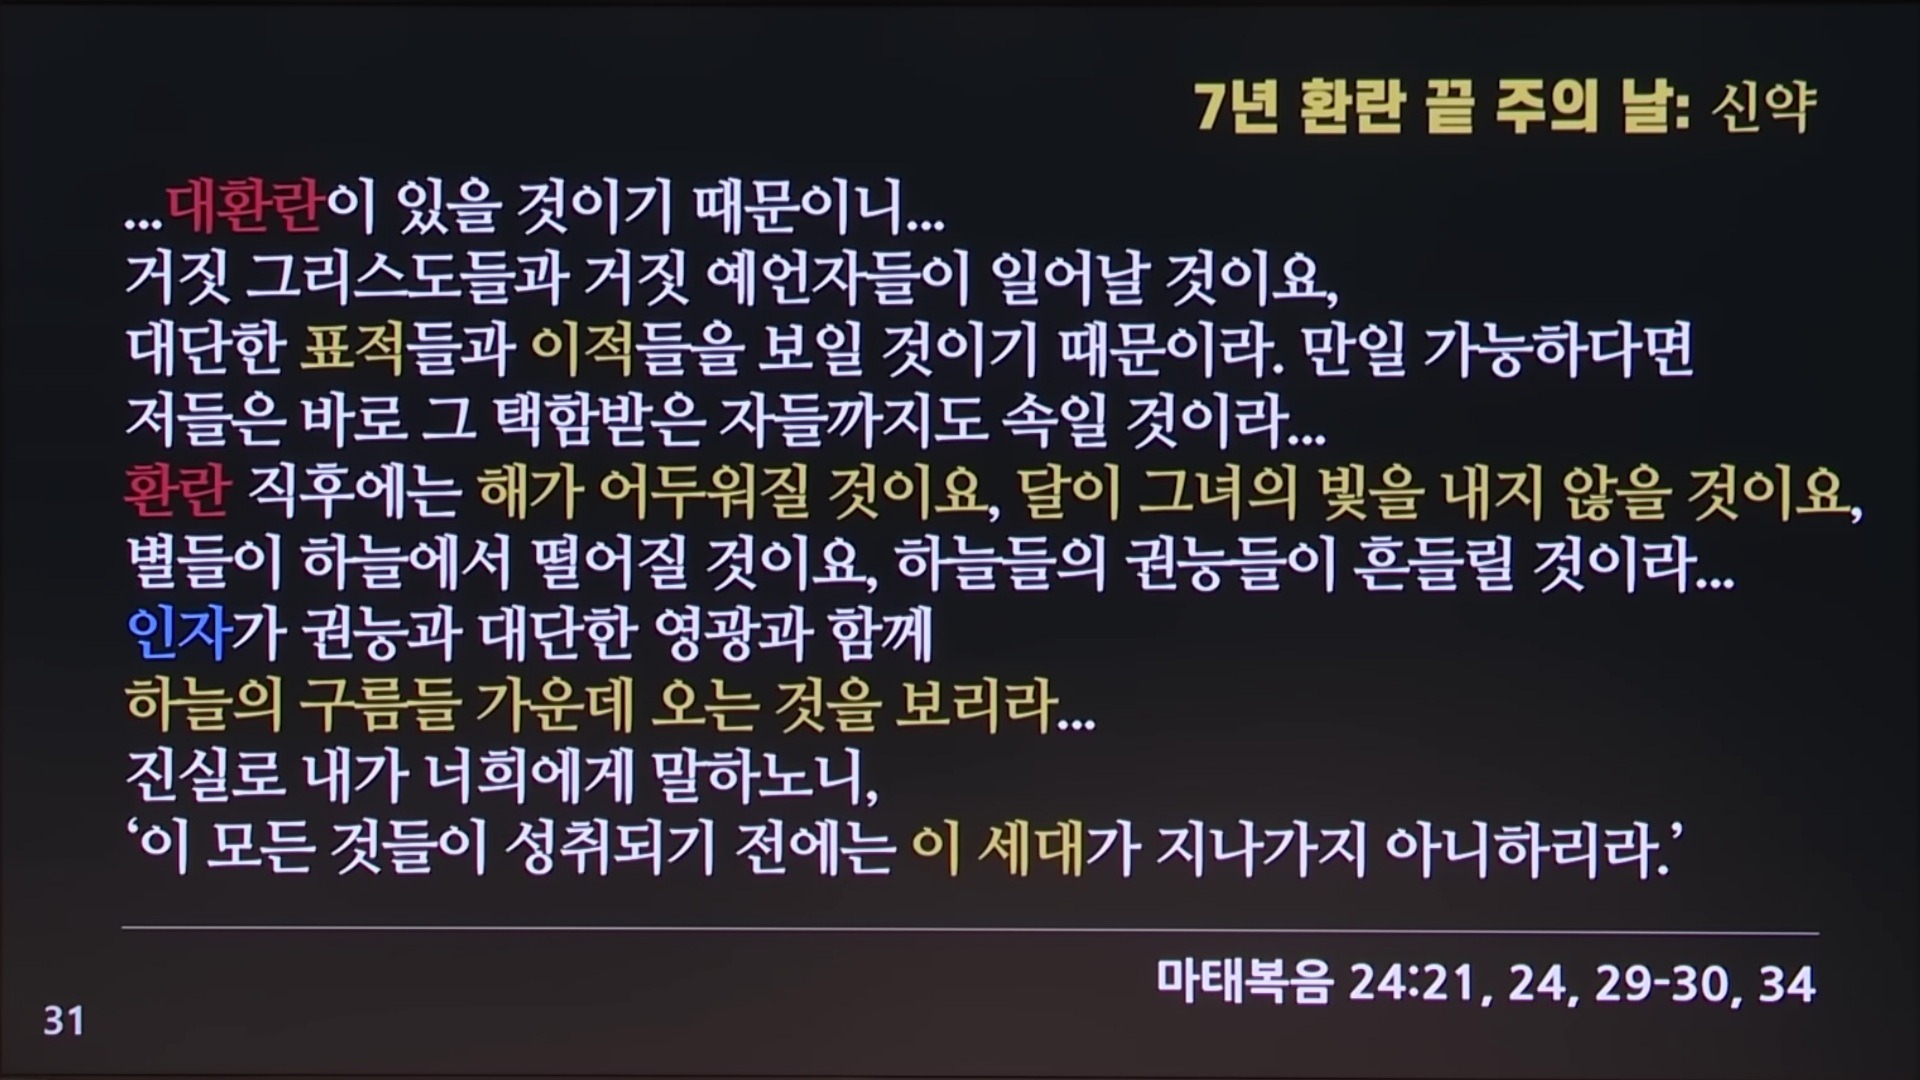 7년 환란 끝 주의 날: 신약
...대환란이 있을 것이기 때문이니...
거짓 그리스도들과 거짓 예언자들이 일어날 것이요,
대단한 표적들과 이적들을 보일 것이기 때문이라. 만일 가능하다면
저들은 바로 그 택함받은 자들까지도 속일 것이라...
환란 직후에는 해가 어두워질 것이요, 달이 그녀의 빛을 내지 않을 것이요,
별들이 하늘에서 떨어질 것이요, 하늘들의 권능들이 흔들릴 것이라...
인자가 권능과 대단한 영광과 함께
하늘의 구름들 가운데 오는 것을 보리라...
진실로 내가 너희에게 말하노니,
‘이 모든 것들이 성취되기 전에는 이 세대가 지나가지 아니하리라.’
마태복음 24:21, 24, 29-30, 34
31